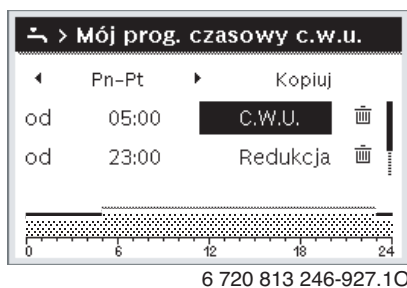 > Mój prog. czasowy c.w.u.
Pn-Pt Kopiuj
od 05:00 C.W.U.
od 23:00 Redukcja
0 6 12 18 24
6 720 813 246-927.1O